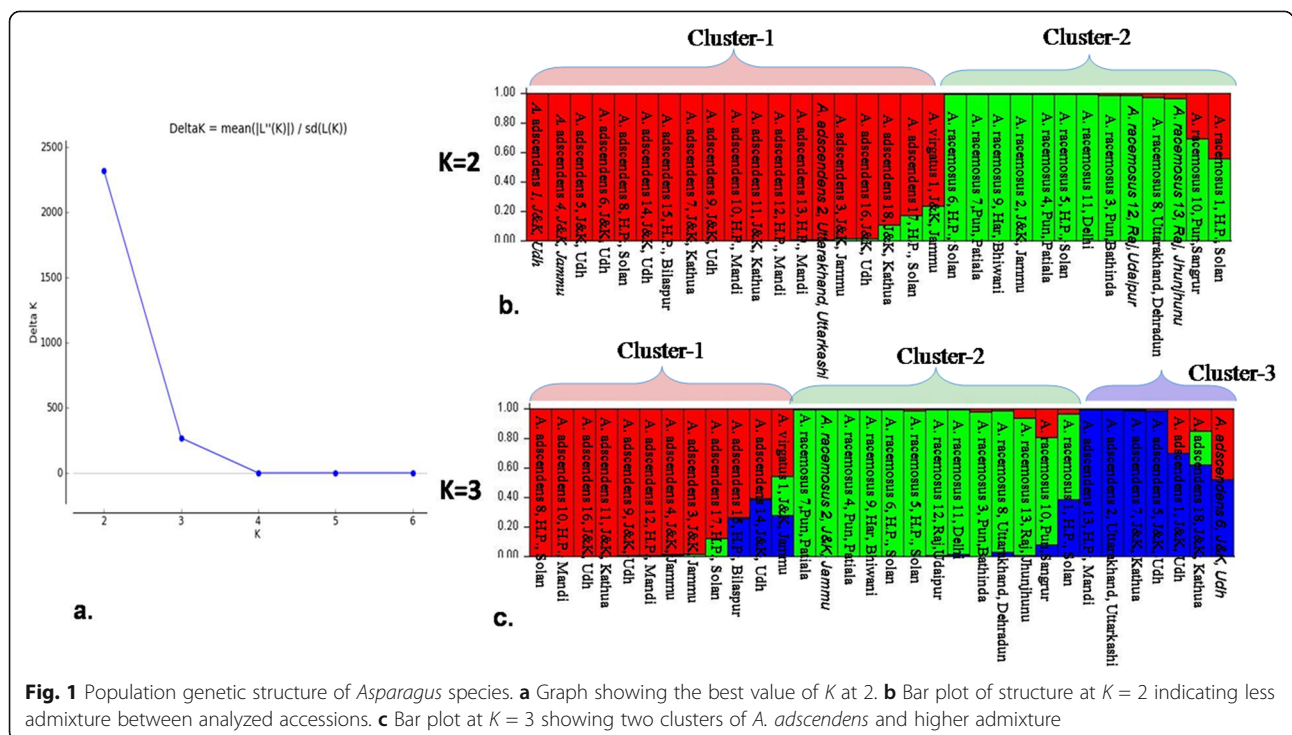 DeltaK = mean(|L''(K)|) / sd(L(K))
2500
2000
1500
1000
500
0
Delta K
2
3
4
5
6
K
a.
Cluster-1
Cluster-2
K=2
1.00
0.80
0.60
0.40
0.20
0.00
A. adscendens 1, J&K, Udh
A. adscendens 4, J&K, Jammu
A. adscendens 5, J&K, Udh
A. adscendens 6, J&K, Udh
A. adscendens 8, H.P., Solan
A. adscendens 14, J&K, Udh
A. adscendens 15, H.P., Bilaspur
A. adscendens 7, J&K, Kathua
A. adscendens 9, J&K, Udh
A. adscendens 10, H.P., Mandi
A. adscendens 11, J&K, Kathua
A. adscendens 12, H.P., Mandi
A. adscendens 13, H.P., Mandi
A. adscendens 2, Uttarakhand, Uttarkashi
A. adscendens 3, J&K, Jammu
A. adscendens 16, J&K, Udh
A. adscendens 18, J&K, Kathua
A. adscendens 17, H.P., Solan
A. virgatus 1, J&K, Jammu
A. racemosus 6, H.P., Solan
A. racemosus 7,Pun,Patiala
A. racemosus 9, Har, Bhiwani
A. racemosus 2, J&K, Jammu
A. racemosus 4, Pun, Patiala
A. racemosus 5, H.P., Solan
A. racemosus 11, Delhi
A. racemosus 3, Pun,Bathinda
A. racemosus 12, Raj,Udaipur
A. racemosus 8, Uttarakhand, Dehradun
A. racemosus 13, Raj, Jhunjhunu
A. racemosus 10, Pun,Sangrur
A. racemosus 1, H.P., Solan
b.
Cluster-1
Cluster-2
Cluster-3
K=3
1.00
0.80
0.60
0.40
0.20
0.00
A. adscendens 8, H.P., Solan
A. adscendens 10, H.P., Mandi
A. adscendens 16, J&K, Udh
A. adscendens 11, J&K, Kathua
A. adscendens 9, J&K, Udh
A. adscendens 12, H.P., Mandi
A. adscendens 4, J&K, Jammu
A. adscendens 3, J&K, Jammu
A. adscendens 17, H.P., Solan
A. adscendens 15, H.P., Bilaspur
A. adscendens 14, J&K, Udh
A. virgatus 1, J&K, Jammu
A. racemosus 7,Pun,Patiala
A. racemosus 2, J&K, Jammu
A. racemosus 4, Pun, Patiala
A. racemosus 9, Har, Bhiwani
A. racemosus 6, H.P., Solan
A. racemosus 5, H.P., Solan
A. racemosus 12, Raj,Udaipur
A. racemosus 11, Delhi
A. racemosus 3, Pun,Bathinda
A. racemosus 8, Uttarakhand, Dehradun
A. racemosus 13, Raj, Jhunjhunu
A. racemosus 10, Pun,Sangrur
A. racemosus 1, H.P., Solan
A. adscendens 13, H.P., Mandi
A. adscendens 2, Uttarakhand, Uttarkashi
A. adscendens 7, J&K, Kathua
A. adscendens 5, J&K, Udh
A. adscendens 1, J&K, Udh
A. adscendens 18, J&K, Kathua
A. adscendens 6, J&K, Udh
c.
Fig. 1 Population genetic structure of Asparagus species. a Graph showing the best value of K at 2. b Bar plot of structure at K = 2 indicating less
admixture between analyzed accessions. c Bar plot at K = 3 showing two clusters of A. adscendens and higher admixture